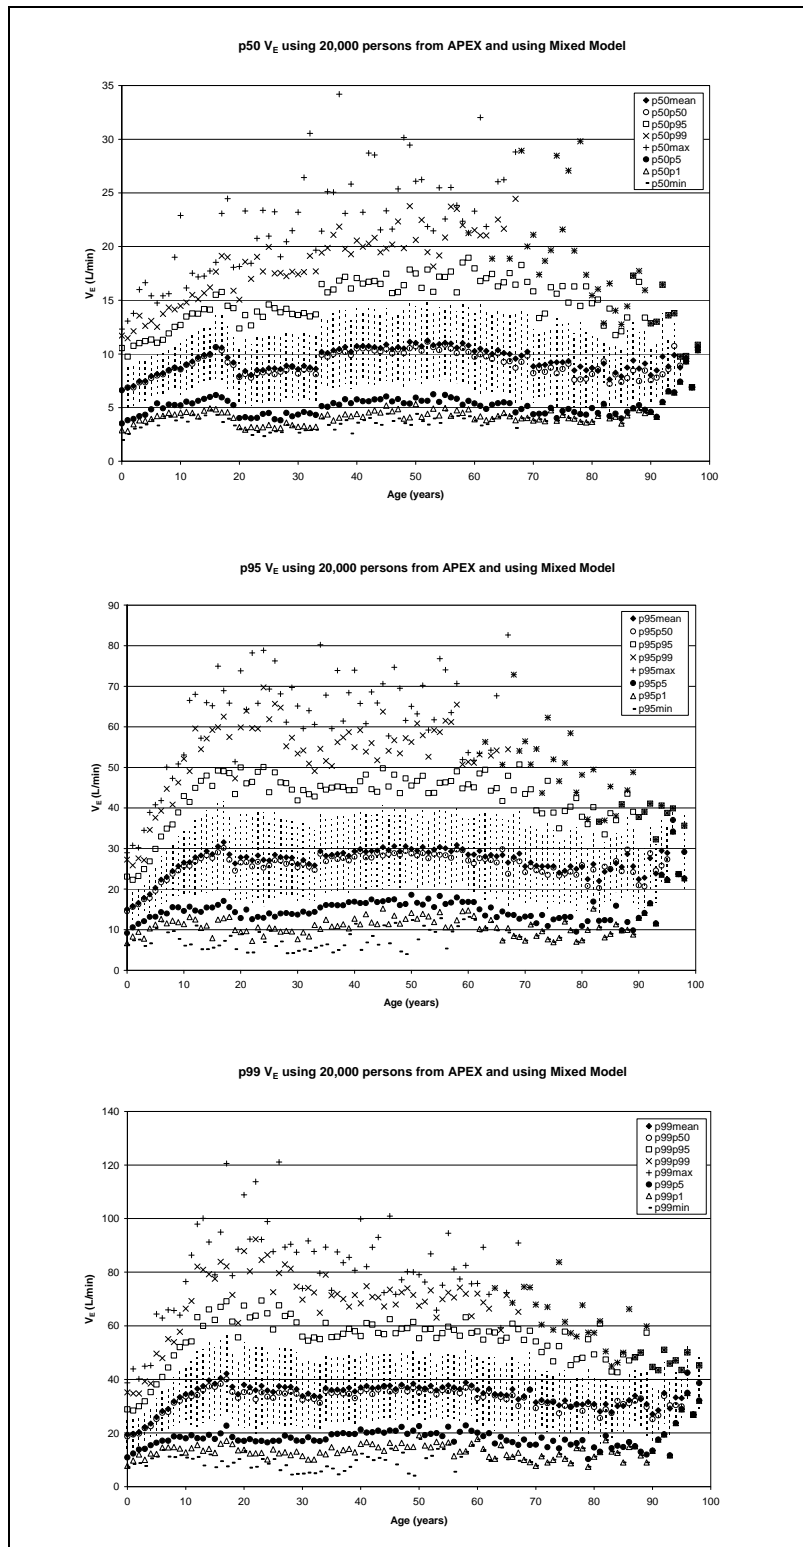 p50 VE using 20,000 persons from APEX and using Mixed Model
35
30
25
20
15
10
5
0
VE (L/min)
0 10 20 30 40 50 60 70 80 90 100
Age (years)
p50mean
p50p50
p50p95
p50p99
p50max
p50p5
p50p1
p50min
p95 VE using 20,000 persons from APEX and using Mixed Model
90
80
70
60
50
40
30
20
10
0
VE (L/min)
0 10 20 30 40 50 60 70 80 90 100
Age (years)
p95mean
p95p50
p95p95
p95p99
p95max
p95p5
p95p1
p95min
p99 VE using 20,000 persons from APEX and using Mixed Model
140
120
100
80
60
40
20
0
VE (L/min)
0 10 20 30 40 50 60 70 80 90 100
Age (years)
p99mean
p99p50
p99p95
p99p99
p99max
p99p5
p99p1
p99min